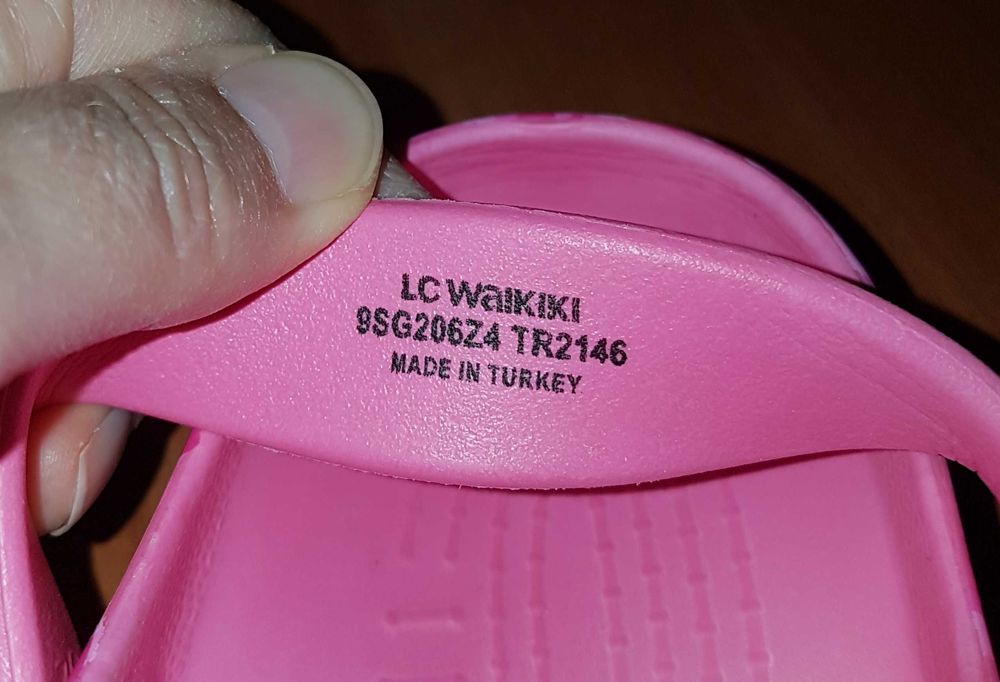 LC Waikiki
9SG206Z4 TR2146
MADE IN TURKEY